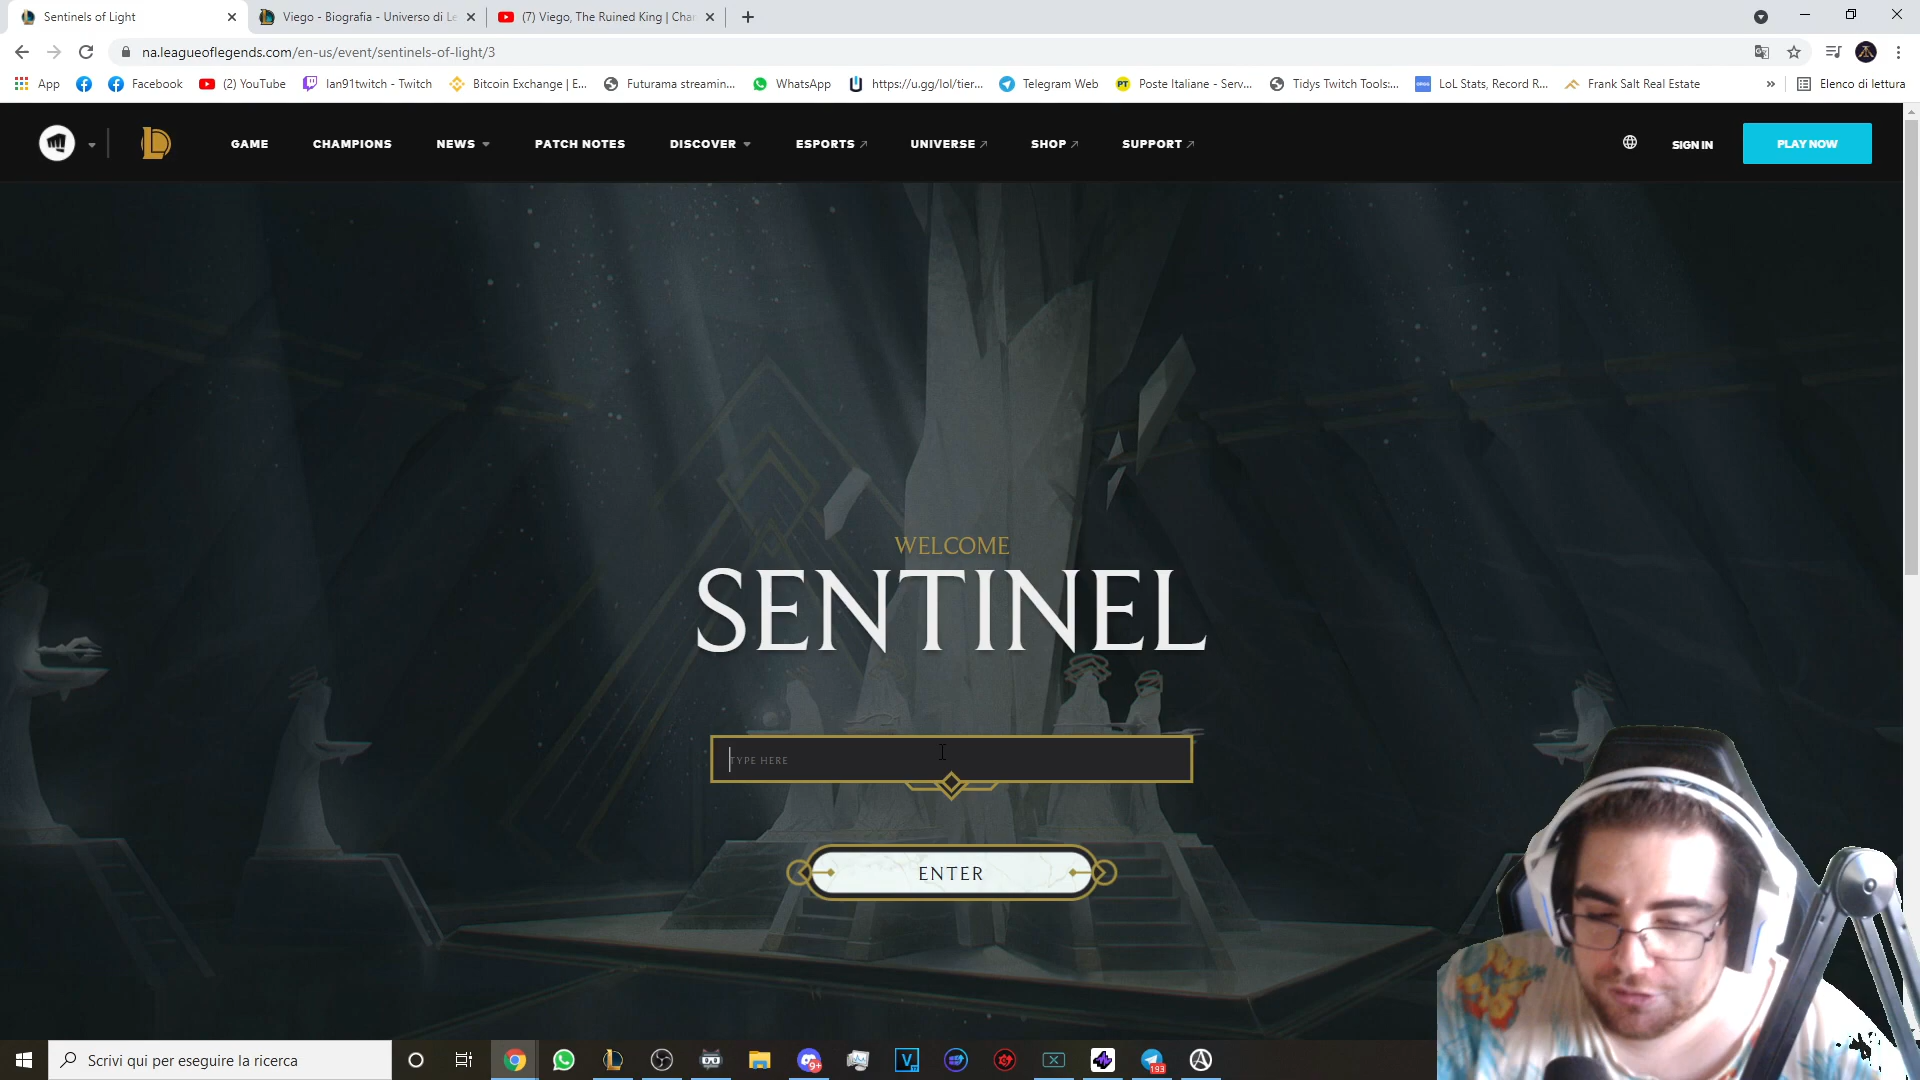 Sentinels of Light
Viego - Biografia - Universo di Le
(7) Viego, The Ruined King | Cha
na.leagueoflegends.com/en-us/event/sentinels-of-light/3
App
Facebook
(2) YouTube
Ian91twitch - Twitch
Bitcoin Exchange | E...
Futurama streamin...
WhatsApp
https://u.gg/lol/tier...
Telegram Web
PT
Poste Italiane - Serv...
Tidys Twitch Tools:...
LoL Stats, Record R...
Frank Salt Real Estate
»
Elenco di lettura
GAME
CHAMPIONS
NEWS
PATCH NOTES
DISCOVER
ESPORTS
UNIVERSE
SHOP
SUPPORT
SIGN IN
PLAY NOW
WELCOME
SENTINEL
TYPE HERE
ENTER
Scrivi qui per eseguire la ricerca
9+
V
193